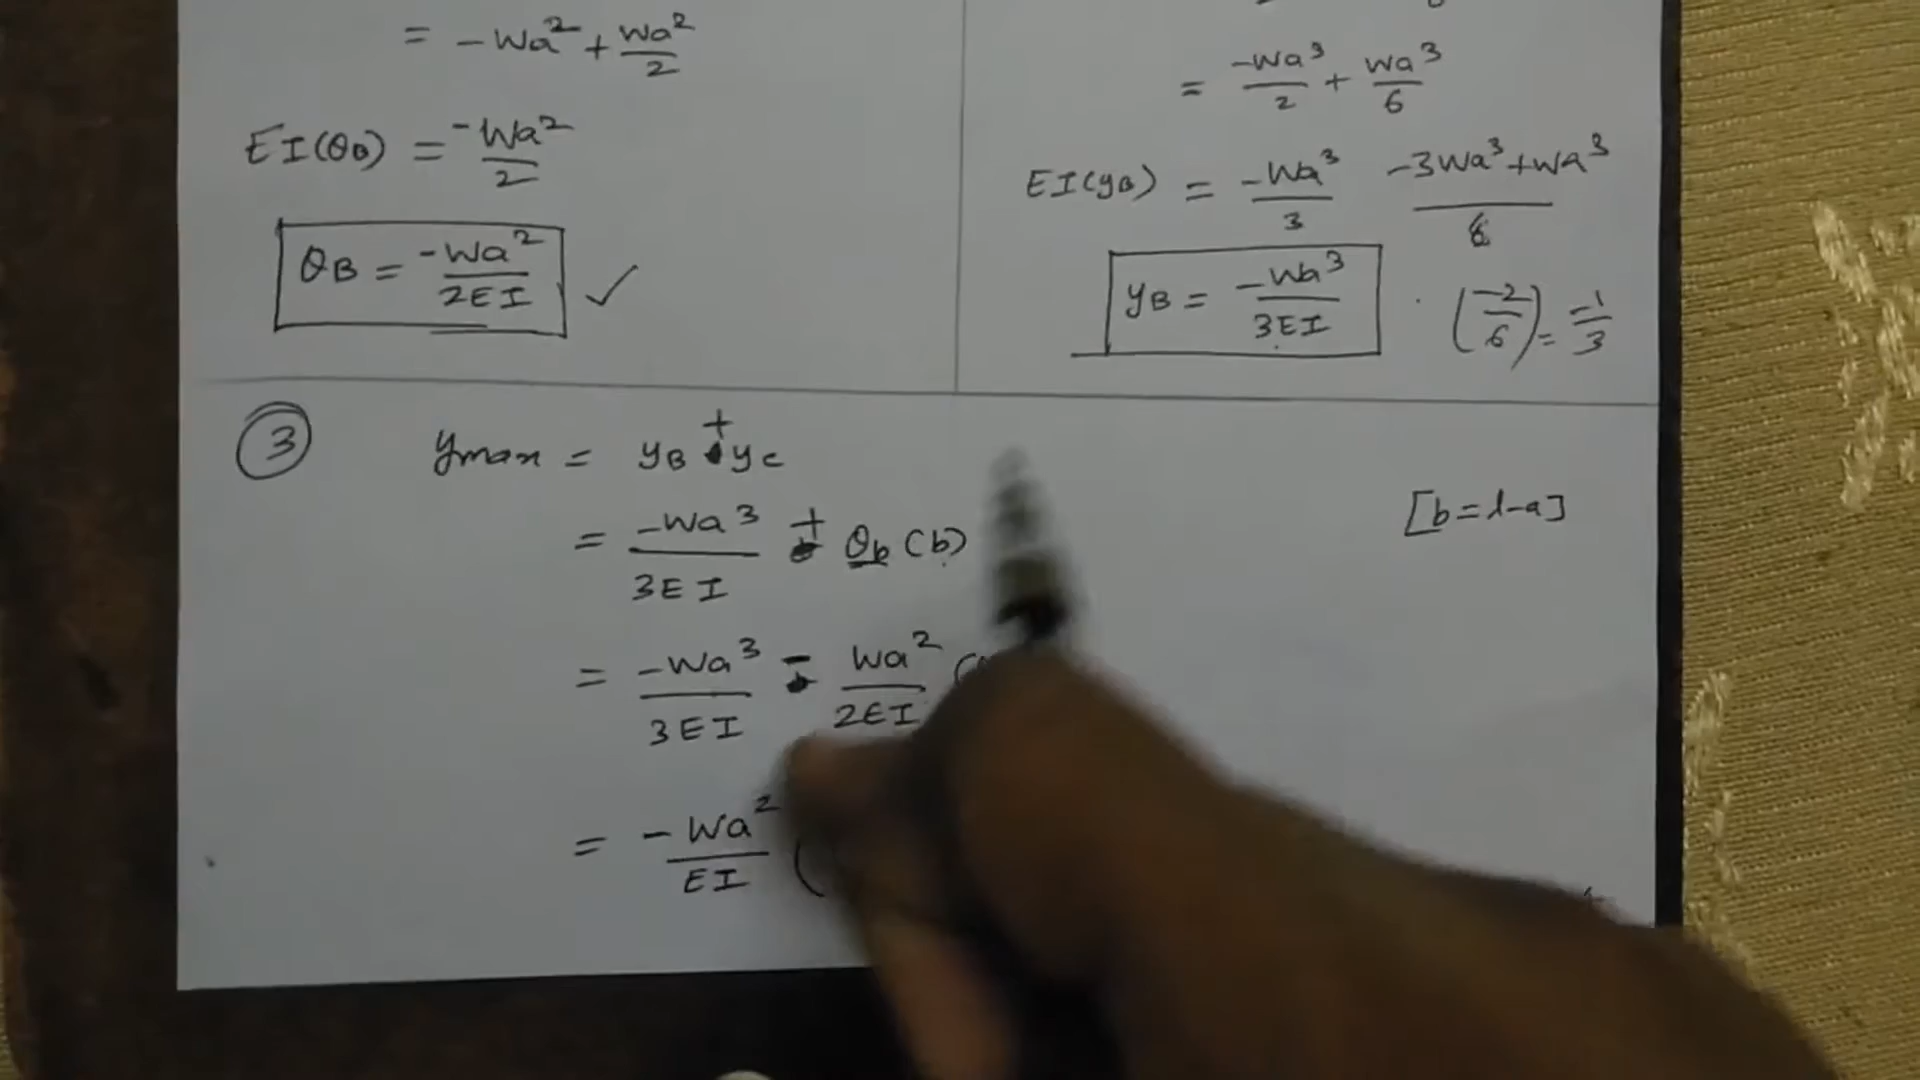 = -Wa² + Wa²/2
EI(θB) = -Wa²/2
θB = -Wa²/2EI ✓
= -Wa³/2 + Wa³/6
EI(yB) = -Wa³/3   -3Wa³+Wa³/6
yB = -Wa³/3EI . (-2/6) = -1/3
③ ymax = yB + yc
= -Wa³/3EI + θb (b) [b=l-a]
= -Wa³/3EI - Wa²/2EI (
= -Wa²/EI (